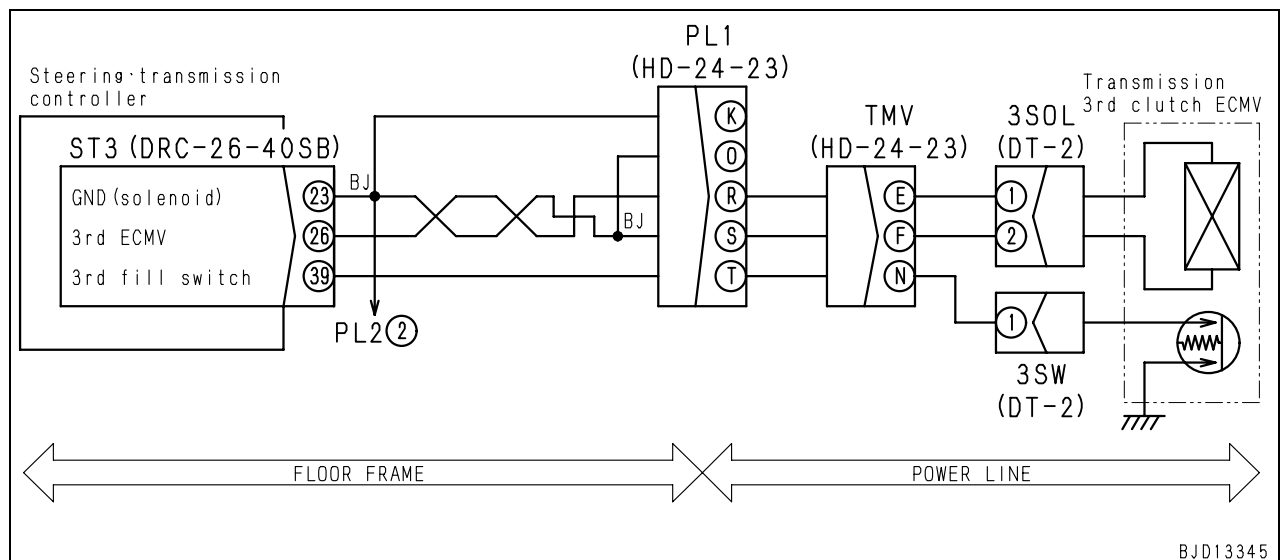 PL1
(HD-24-23)
Steering·transmission
controller
Transmission
3rd clutch ECMV
ST3 (DRC-26-40SB)
TMV
(HD-24-23)
3SOL
(DT-2)
GND (solenoid)
23
BJ
3rd ECMV
26
BJ
3rd fill switch
39
PL2 2
K
O
R
S
T
E
F
N
1
2
1
3SW
(DT-2)
FLOOR FRAME
POWER LINE
BJD13345